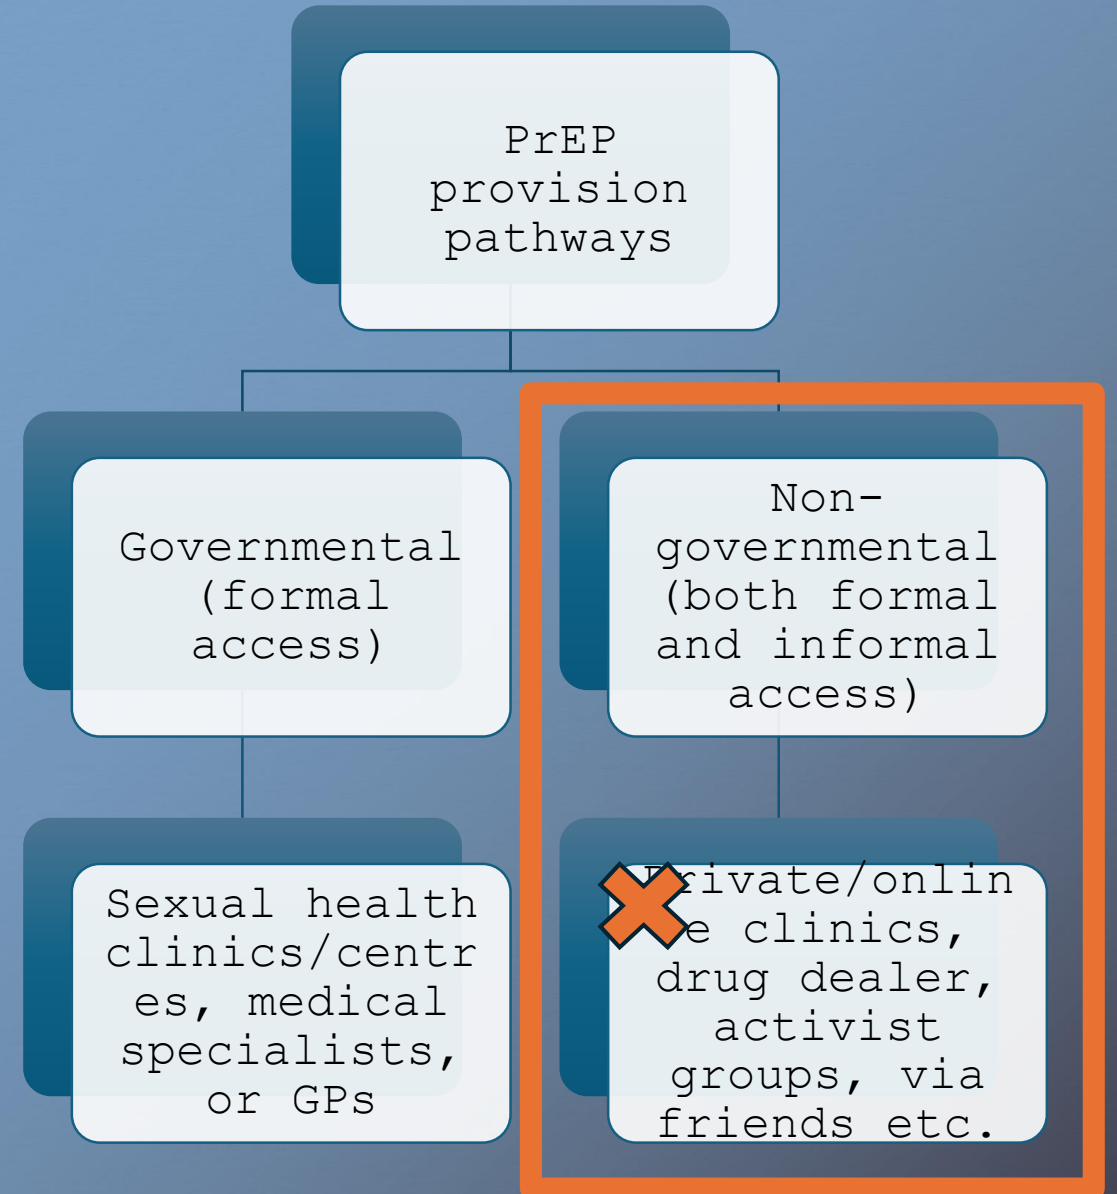 PrEP
provision
pathways
Governmental
(formal
access)
Non-
governmental
(both formal
and informal
access)
Sexual health
clinics/centr
es, medical
specialists,
or GPs
Private/onlin
e clinics,
drug dealer,
activist
groups, via
friends etc.